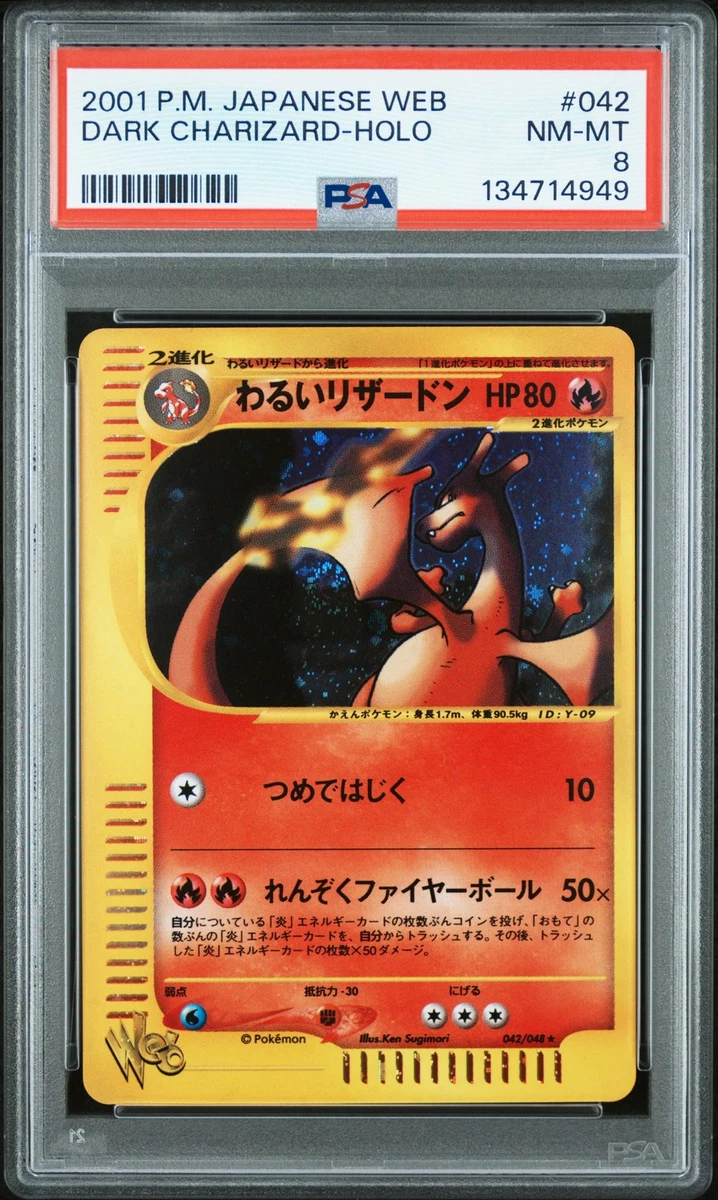 2001 P.M. JAPANESE WEB #042
DARK CHARIZARD-HOLO NM-MT
8
PSA 134714949
2進化 わるいリザードから進化 「1進化ポケモン」の上に重ねて進化させます。
わるいリザードン HP80
2進化ポケモン
かえんポケモン：身長1.7m、体重90.5kg ID:Y-09
つめではじく 10
れんぞくファイヤーボール 50×
自分についている「炎」エネルギーカードの枚数ぶんコインを投げ、「おもて」の
数ぶんの「炎」エネルギーカードを、自分からトラッシュする。その後、トラッシュ
した「炎」エネルギーカードの枚数×50ダメージ。
弱点 抵抗力-30 にげる
Web © Pokémon Illus.Ken Sugimori 042/048★
21
PSA